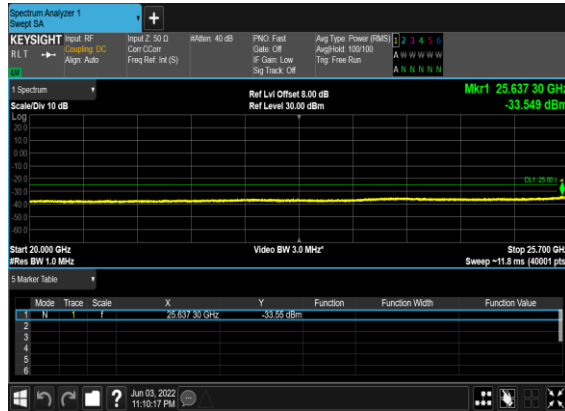 Spectrum Analyzer 1
Swept SA
+
KEYSIGHT Input: RF Input Z: 50 Ω #Atten: 40 dB PNO: Fast Avg Type: Power (RMS) 1 2 3 4 5 6
RLT Coupling: DC Corr CCorr Gate: Off Avg|Hold: 100/100 A W W W W W
Align: Auto Freq Ref: Int (S) IF Gain: Low Trig: Free Run
Sig Track: Off A N N N N N
1 Spectrum Ref Lvl Offset 8.00 dB Mkr1 25.637 30 GHz
Scale/Div 10 dB Ref Level 30.00 dBm -33.549 dBm
Log
20.0
10.0
0.00
-10.0
-20.0
DL1 -25.00
-30.0
-40.0
-50.0
-60.0
Start 20.000 GHz Video BW 3.0 MHz* Stop 25.700 GH
#Res BW 1.0 MHz Sweep ~11.8 ms (40001 pts
5 Marker Table
Mode Trace Scale X Y Function Function Width Function Value
1 N 1 f 25.637 30 GHz -33.55 dBm
2
3
4
5
6
? Jun 03, 2022
11:10:17 PM